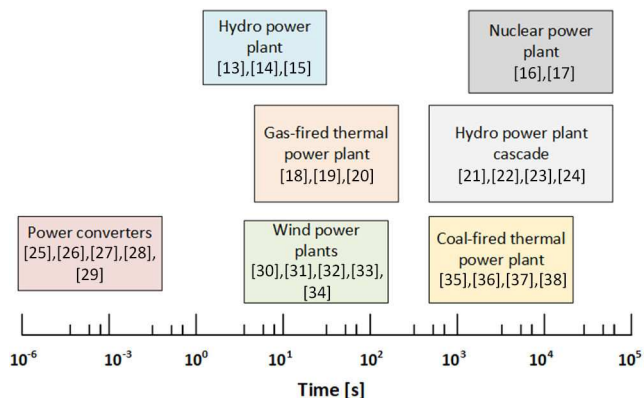 Hydro power
plant
[13],[14],[15]
Nuclear power
plant
[16],[17]
Gas-fired thermal
power plant
[18],[19],[20]
Hydro power plant
cascade
[21],[22],[23],[24]
Power converters
[25],[26],[27],[28],
[29]
Wind power
plants
[30],[31],[32],[33],
[34]
Coal-fired thermal
power plant
[35],[36],[37],[38]
10⁻⁶ 10⁻³ 10⁰ 10¹ 10² 10³ 10⁴ 10⁵
Time [s]